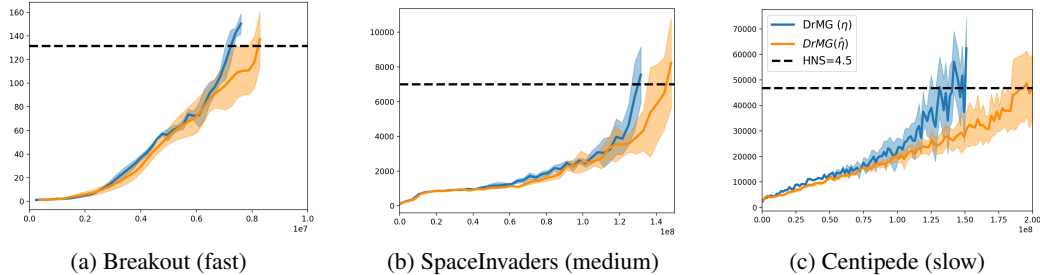 160
140
120
100
80
60
40
20
0
0.0 0.2 0.4 0.6 0.8 1.0
1e7
(a) Breakout (fast)
10000
8000
6000
4000
2000
0
0.0 0.2 0.4 0.6 0.8 1.0 1.2 1.4
1e8
(b) SpaceInvaders (medium)
80000
70000
60000
50000
40000
30000
20000
10000
0
DrMG (η)
DrMG(η̂)
HNS=4.5
0.00 0.25 0.50 0.75 1.00 1.25 1.50 1.75 2.00
1e8
(c) Centipede (slow)